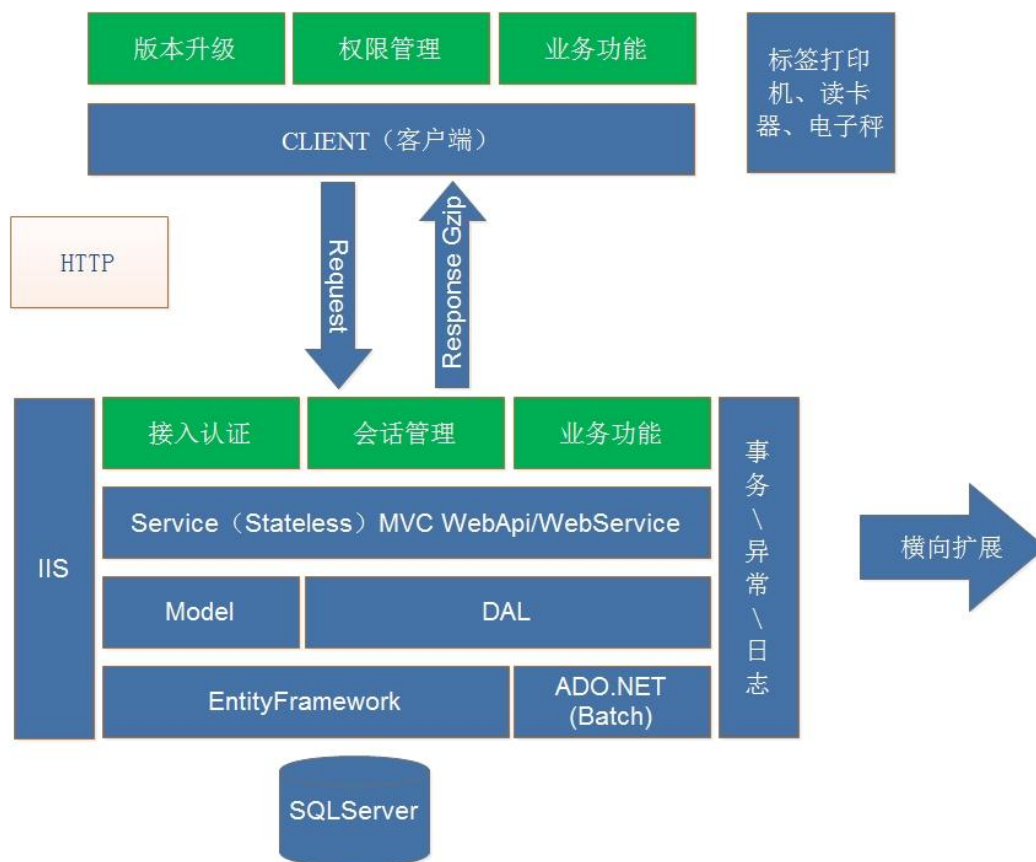 版本升级
权限管理
业务功能
标签打印
机、读卡
器、电子秤
CLIENT（客户端）
HTTP
Request
Response Gzip
IIS
接入认证
会话管理
业务功能
事务\异常\日志
Service（Stateless）MVC WebApi/WebService
横向扩展
Model
DAL
EntityFramework
ADO.NET
(Batch)
SQLServer